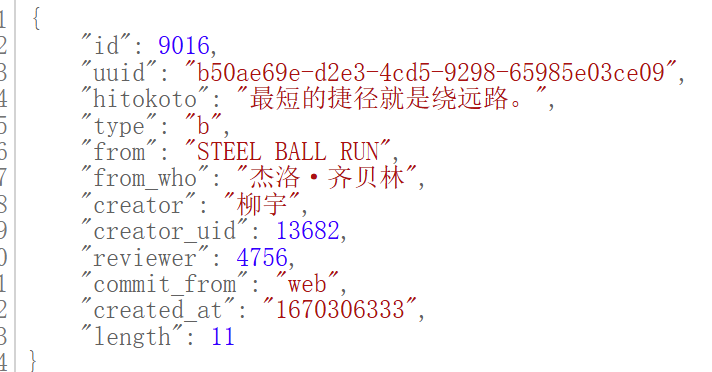 1 {
2 "id": 9016,
3 "uuid": "b50ae69e-d2e3-4cd5-9298-65985e03ce09",
4 "hitokoto": "最短的捷径就是绕远路。",
5 "type": "b",
6 "from": "STEEL BALL RUN",
7 "from_who": "杰洛·齐贝林",
8 "creator": "柳宇",
9 "creator_uid": 13682,
0 "reviewer": 4756,
1 "commit_from": "web",
2 "created_at": "1670306333",
3 "length": 11
4 }